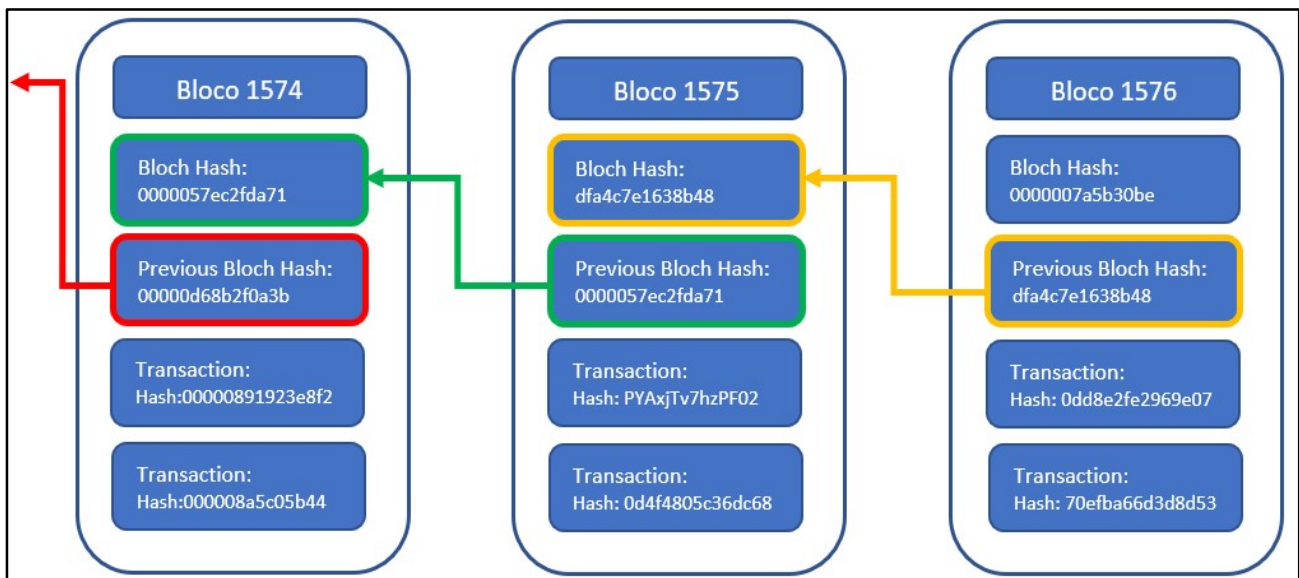 Bloco 1574
Bloch Hash:
0000057ec2fda71
Previous Bloch Hash:
00000d68b2f0a3b
Transaction:
Hash:00000891923e8f2
Transaction:
Hash:000008a5c05b44
Bloco 1575
Bloch Hash:
dfa4c7e1638b48
Previous Bloch Hash:
0000057ec2fda71
Transaction:
Hash: PYAxjTv7hzPF02
Transaction:
Hash: 0d4f4805c36dc68
Bloco 1576
Bloch Hash:
0000007a5b30be
Previous Bloch Hash:
dfa4c7e1638b48
Transaction:
Hash: 0dd8e2fe2969e07
Transaction:
Hash: 70efba66d3d8d53